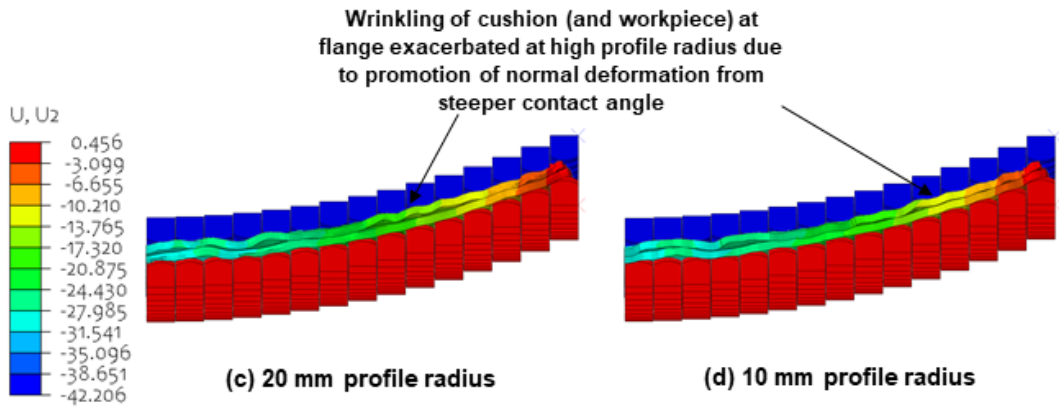 Wrinkling of cushion (and workpiece) at
flange exacerbated at high profile radius due
to promotion of normal deformation from
steeper contact angle
U, U2
0.456
-3.099
-6.655
-10.210
-13.765
-17.320
-20.875
-24.430
-27.985
-31.541
-35.096
-38.651
-42.206
(c) 20 mm profile radius
(d) 10 mm profile radius